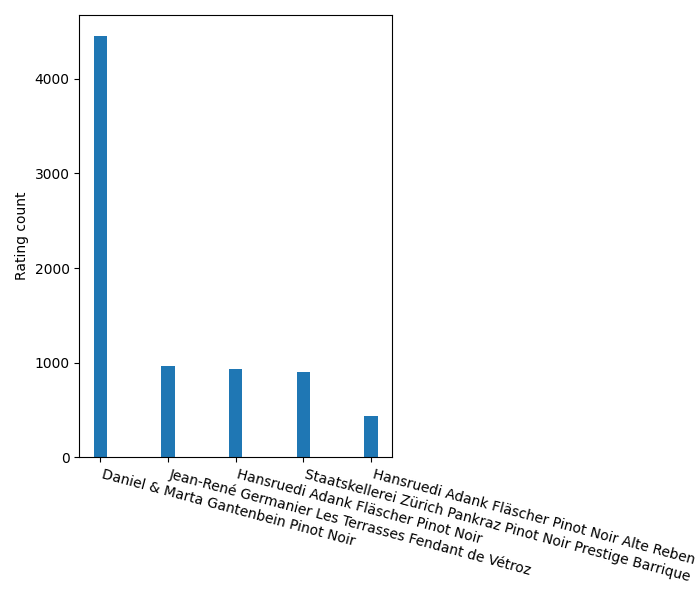 Rating count
4000
3000
2000
1000
0
Daniel & Marta Gantenbein Pinot Noir
Jean-René Germanier Les Terrasses Fendant de Vétroz
Hansruedi Adank Fläscher Pinot Noir
Staatskellerei Zürich Pankraz Pinot Noir Prestige Barrique
Hansruedi Adank Fläscher Pinot Noir Alte Reben